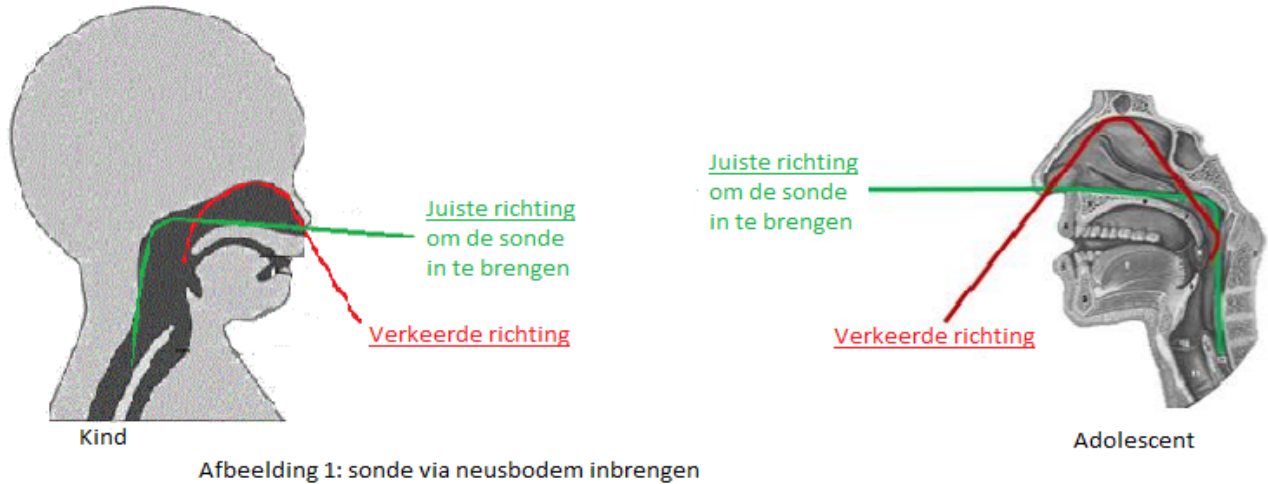 Juiste richting
om de sonde
in te brengen
Verkeerde richting
Kind
Juiste richting
om de sonde
in te brengen
Verkeerde richting
Adolescent
Afbeelding 1: sonde via neusbodem inbrengen